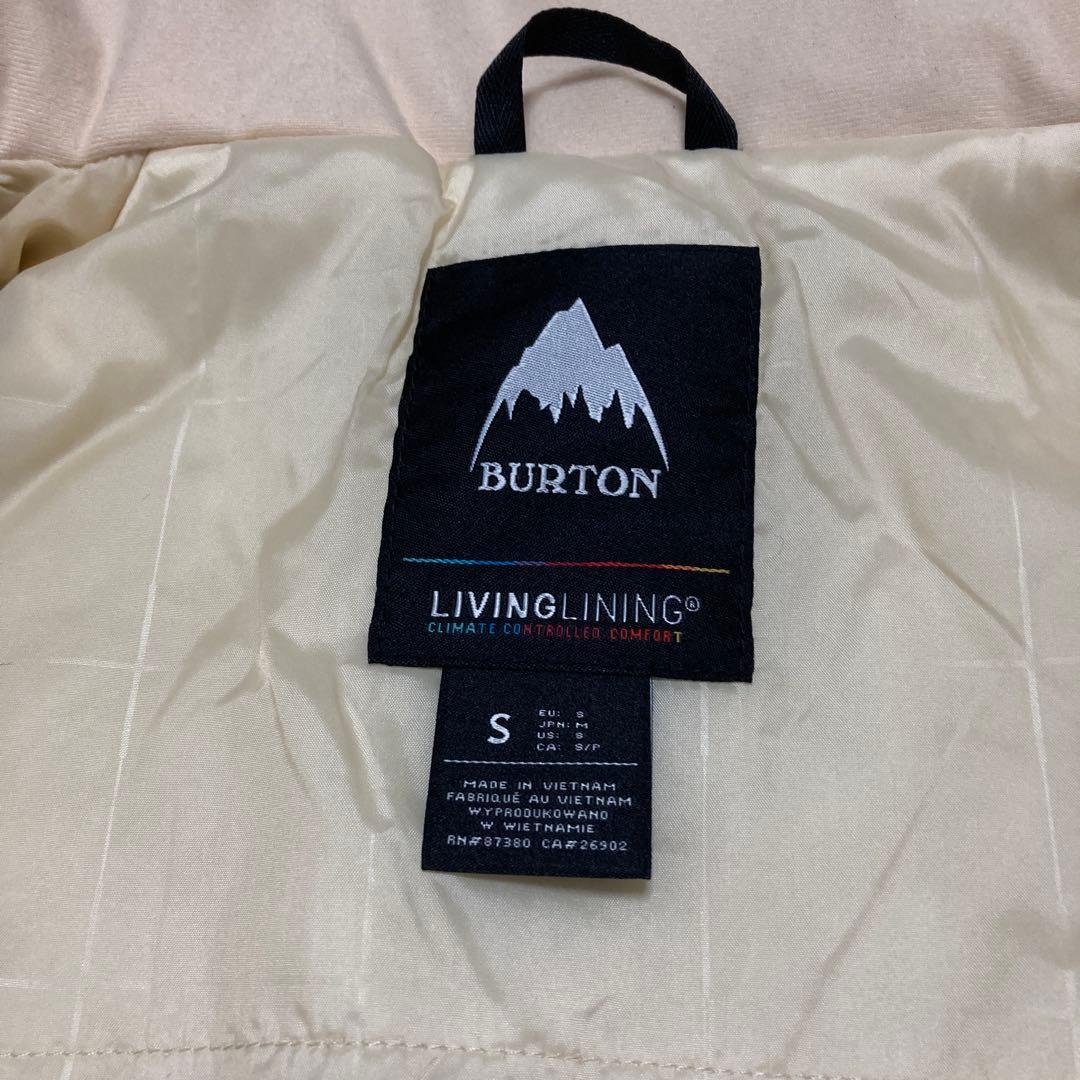 BURTON
LIVINGLINING®
CLIMATE CONTROLLED COMFORT
S
EU: S
JPN: M
US: S
CA: S/P
MADE IN VIETNAM
FABRIQUÉ AU VIETNAM
WYPRODUKOWANO
W WIETNAMIE
RN#87380 CA#26902